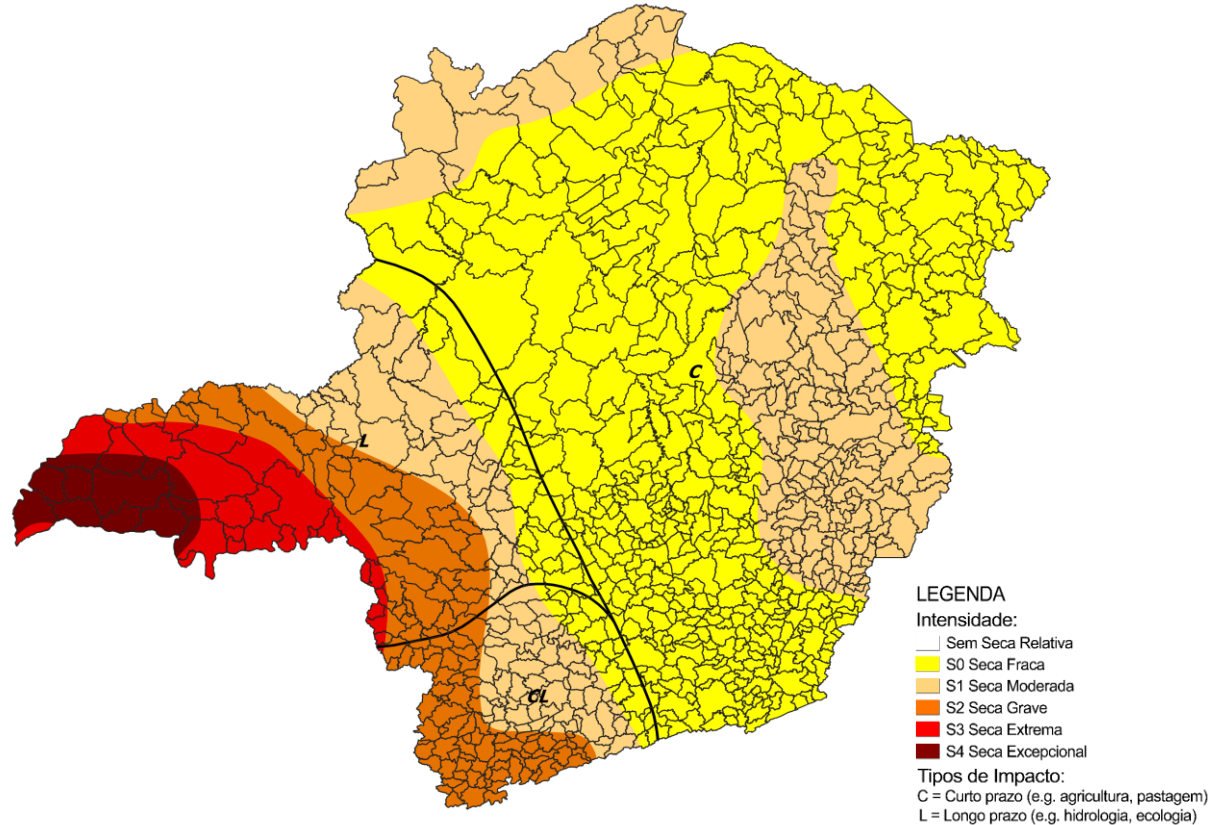 C
L
CL
LEGENDA
Intensidade:
Sem Seca Relativa
S0 Seca Fraca
S1 Seca Moderada
S2 Seca Grave
S3 Seca Extrema
S4 Seca Excepcional
Tipos de Impacto:
C = Curto prazo (e.g. agricultura, pastagem)
L = Longo prazo (e.g. hidrologia, ecologia)